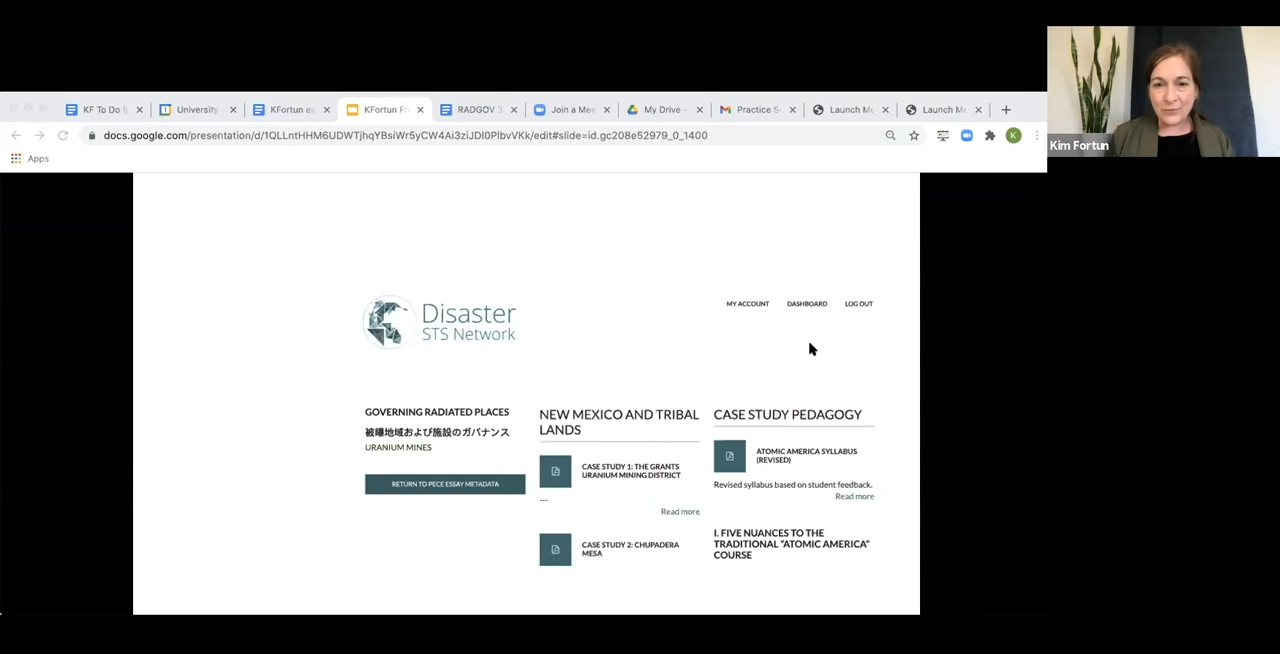 KF To Do 5
University
KFortun es
KFortun Fr
RADGOV 3
Join a Mee
My Drive -
Practice S
Launch M
Launch M
docs.google.com/presentation/d/1QLLntHHM6UDWTjhqYBsiWr5yCW4Ai3ziJDI0PlbvVKk/edit#slide=id.gc208e52979_0_1400
K
Apps
Kim Fortun
Disaster
STS Network
MY ACCOUNT
DASHBOARD
LOG OUT
GOVERNING RADIATED PLACES
被曝地域および施設のガバナンス
URANIUM MINES
RETURN TO PECE ESSAY METADATA
NEW MEXICO AND TRIBAL
LANDS
CASE STUDY 1: THE GRANTS
URANIUM MINING DISTRICT
---
Read more
CASE STUDY 2: CHUPADERA
MESA
CASE STUDY PEDAGOGY
ATOMIC AMERICA SYLLABUS
(REVISED)
Revised syllabus based on student feedback.
Read more
I. FIVE NUANCES TO THE
TRADITIONAL “ATOMIC AMERICA”
COURSE